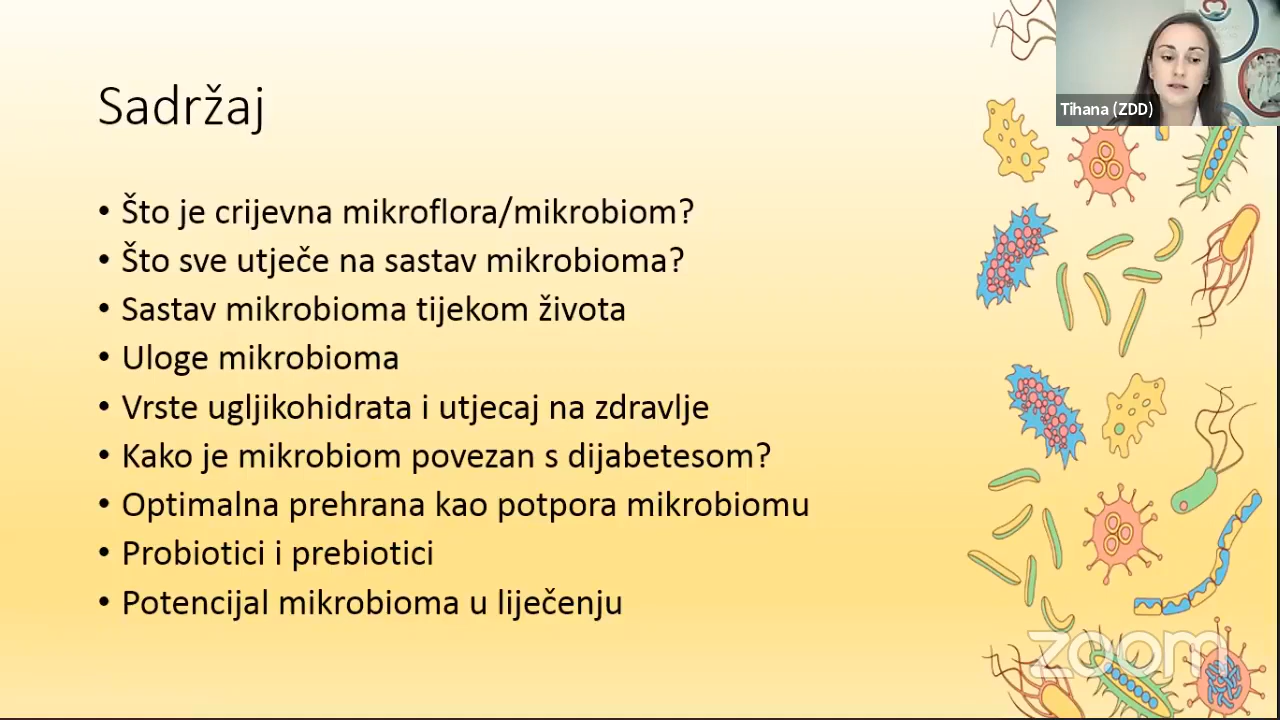 Sadržaj
• Što je crijevna mikroflora/mikrobiom?
• Što sve utječe na sastav mikrobioma?
• Sastav mikrobioma tijekom života
• Uloge mikrobioma
• Vrste ugljikohidrata i utjecaj na zdravlje
• Kako je mikrobiom povezan s dijabetesom?
• Optimalna prehrana kao potpora mikrobiomu
• Probiotici i prebiotici
• Potencijal mikrobioma u liječenju
Tihana (ZDD)
zoom